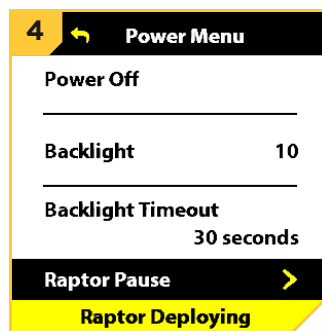 4 Power Menu
Power Off
Backlight 10
Backlight Timeout
30 seconds
Raptor Pause
Raptor Deploying